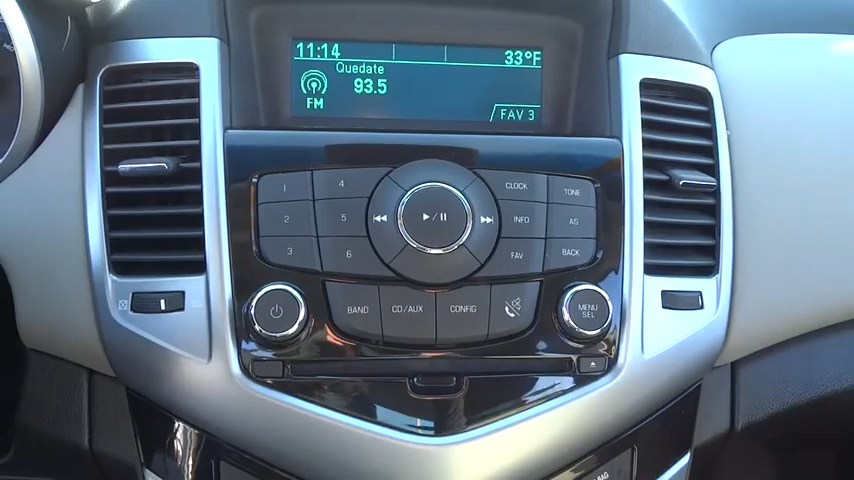 11:14 33°F
Quedate
93.5
FM
FAV 3
1 4 CLOCK TONE
2 5 INFO AS
3 6 FAV BACK
BAND CD/AUX CONFIG MENU
SEL